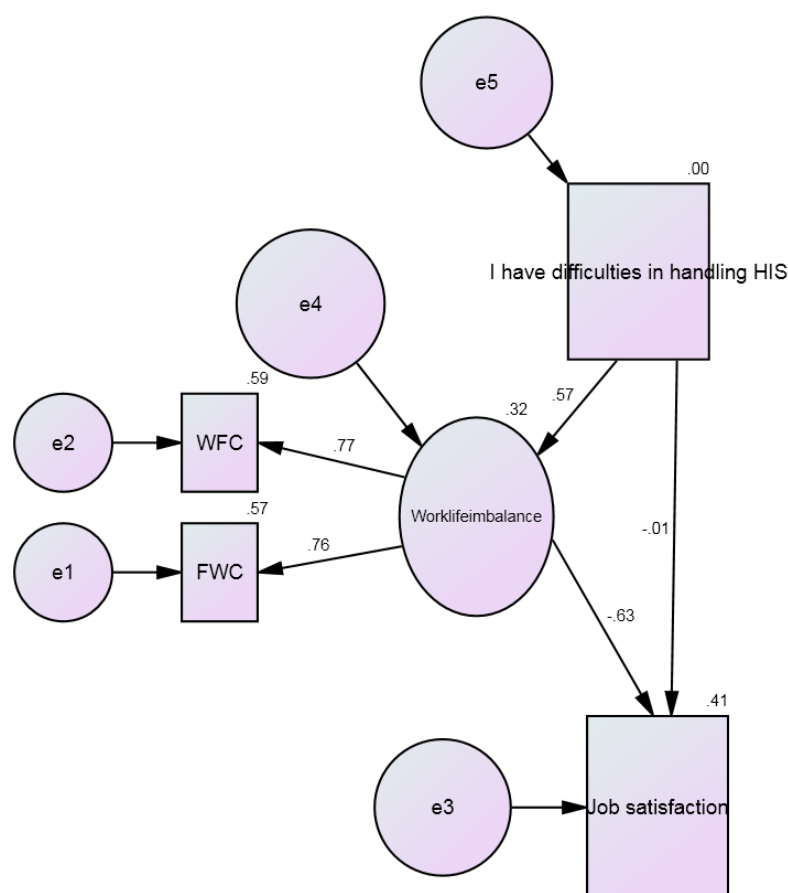 e5
.00
I have difficulties in handling HIS
e4
.59
.32
.57
e2
WFC
.77
.57
Worklifeimbalance
e1
FWC
.76
-.01
-.63
.41
e3
Job satisfaction